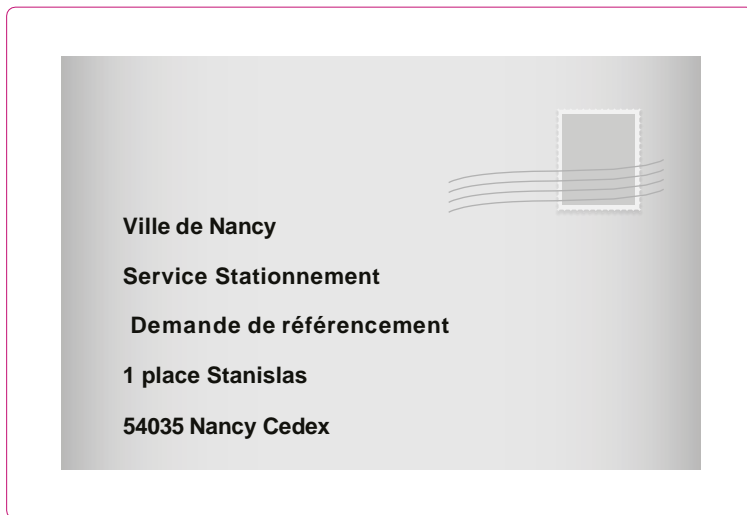 Ville de Nancy
Service Stationnement
Demande de référencement
1 place Stanislas
54035 Nancy Cedex